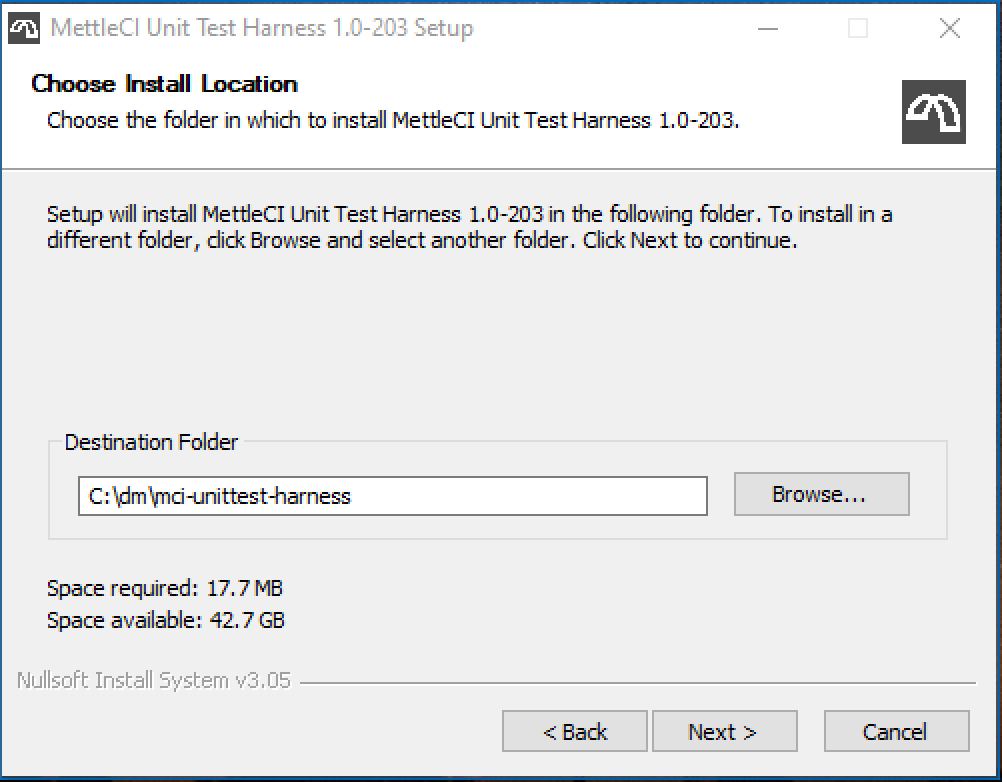 MettleCI Unit Test Harness 1.0-203 Setup
Choose Install Location
Choose the folder in which to install MettleCI Unit Test Harness 1.0-203.
Setup will install MettleCI Unit Test Harness 1.0-203 in the following folder. To install in a
different folder, click Browse and select another folder. Click Next to continue.
Destination Folder
C:\dm\mci-unittest-harness
Browse...
Space required: 17.7 MB
Space available: 42.7 GB
Nullsoft Install System v3.05
< Back
Next >
Cancel